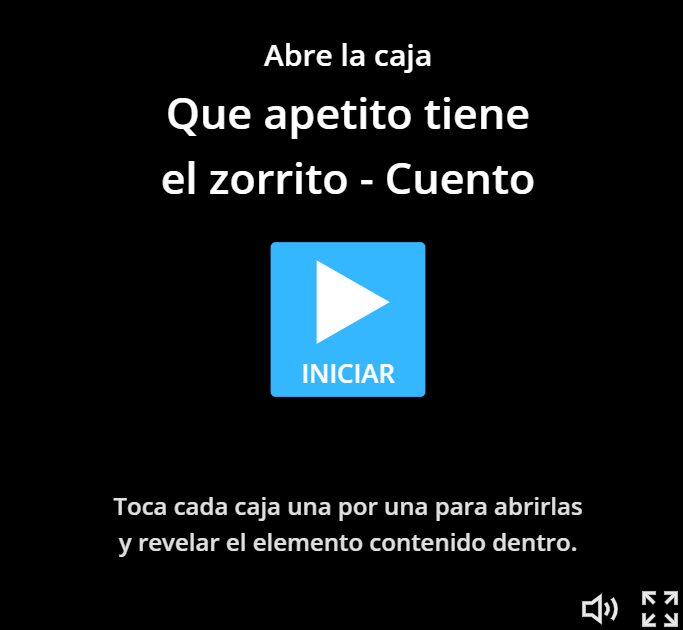 Abre la caja
Que apetito tiene
el zorrito - Cuento
INICIAR
Toca cada caja una por una para abrirlas
y revelar el elemento contenido dentro.